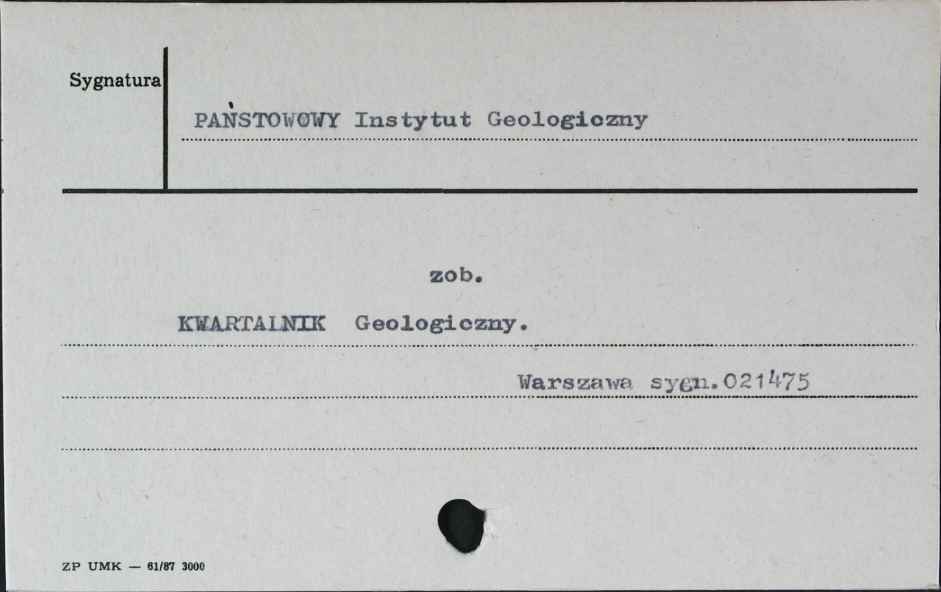 Sygnatura
PAŃSTOWOWY Instytut Geologiczny
zob.
KWARTALNIK Geologiczny.
Warszawa sygn.021475
ZP UMK — 61/87 3000